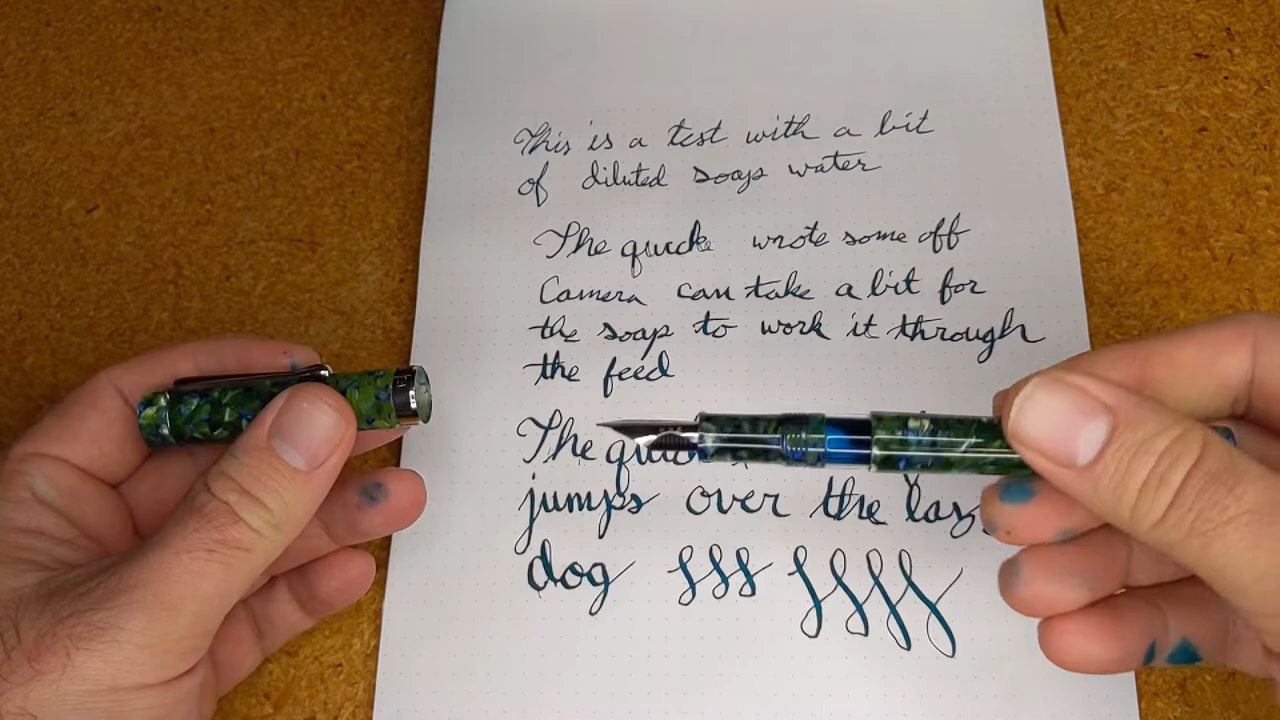 This is a test with a bit
of diluted soap water
The quick wrote some off
Camera can take a bit for
the soap to work it through
the feed
The quick
jumps over the
dog